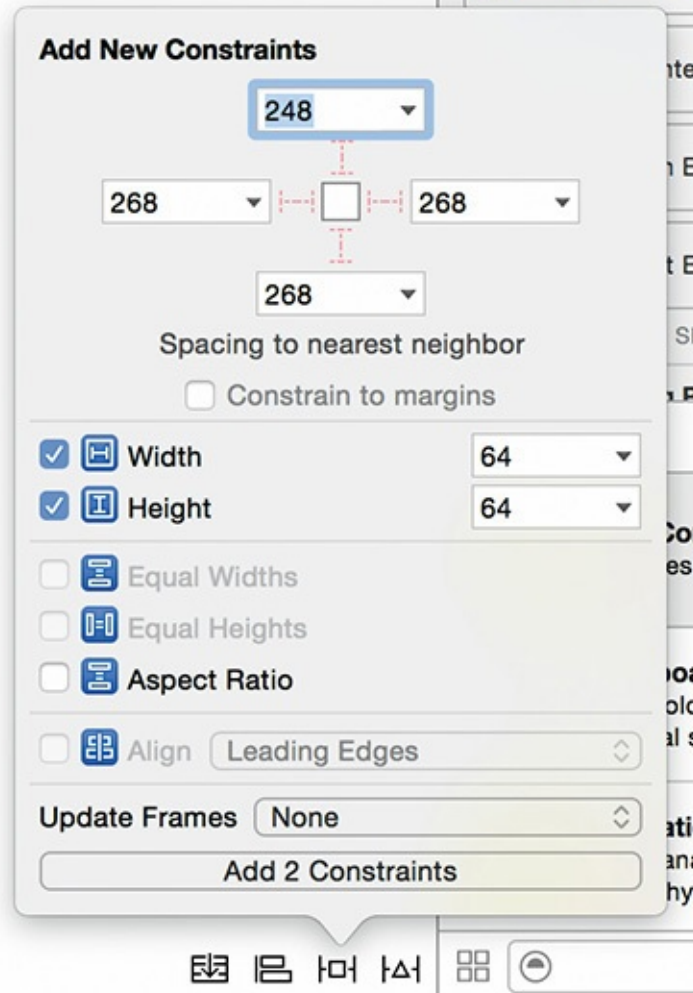 Add New Constraints
248
268 268
268
Spacing to nearest neighbor
Constrain to margins
Width 64
Height 64
Equal Widths
Equal Heights
Aspect Ratio
Align Leading Edges
Update Frames None
Add 2 Constraints